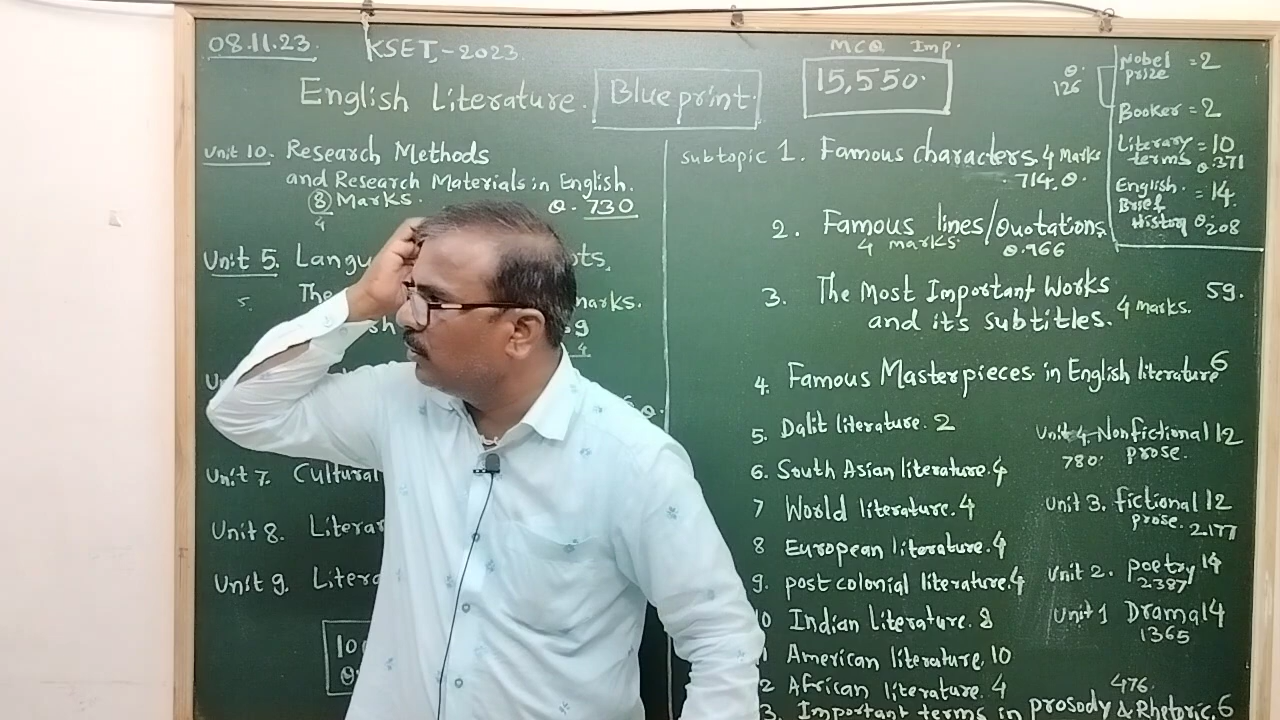 08.11.23. KSET,-2023.
English Literature. Blueprint.
MCQ Imp.
15,550.
Unit 10. Research Methods
and Research Materials in English.
8 Marks. Q. 730
4
Unit 5.
The
5.
marks.
4
Unit 7. Cultural
Unit 8.
Unit 9.
subtopic 1. Famous characters. 4 Marks
714. Q.
2. Famous lines/Quotations
4 marks. Q.966
3. The Most Important Works 59.
and its subtitles. 4 marks.
4. Famous Masterpieces in English literature 6
5. Dalit literature. 2
6. South Asian literature. 4
7 World literature. 4
8 European literature. 4
9. post colonial literature. 4
10 Indian Literature. 8
American literature. 10
African literature. 4
3. Important terms in prosody & Rhetoric. 6
476.
Q.
126
Nobel = 2
prize
Booker = 2
Literary = 10
terms Q.371
English. = 14.
Brief
History Q.208
Unit 4. Nonfictional 12
780. prose.
Unit 3. fictional 12
prose. 2177
Unit 2. poetry 14
2387
Unit 1 Drama 14
1365